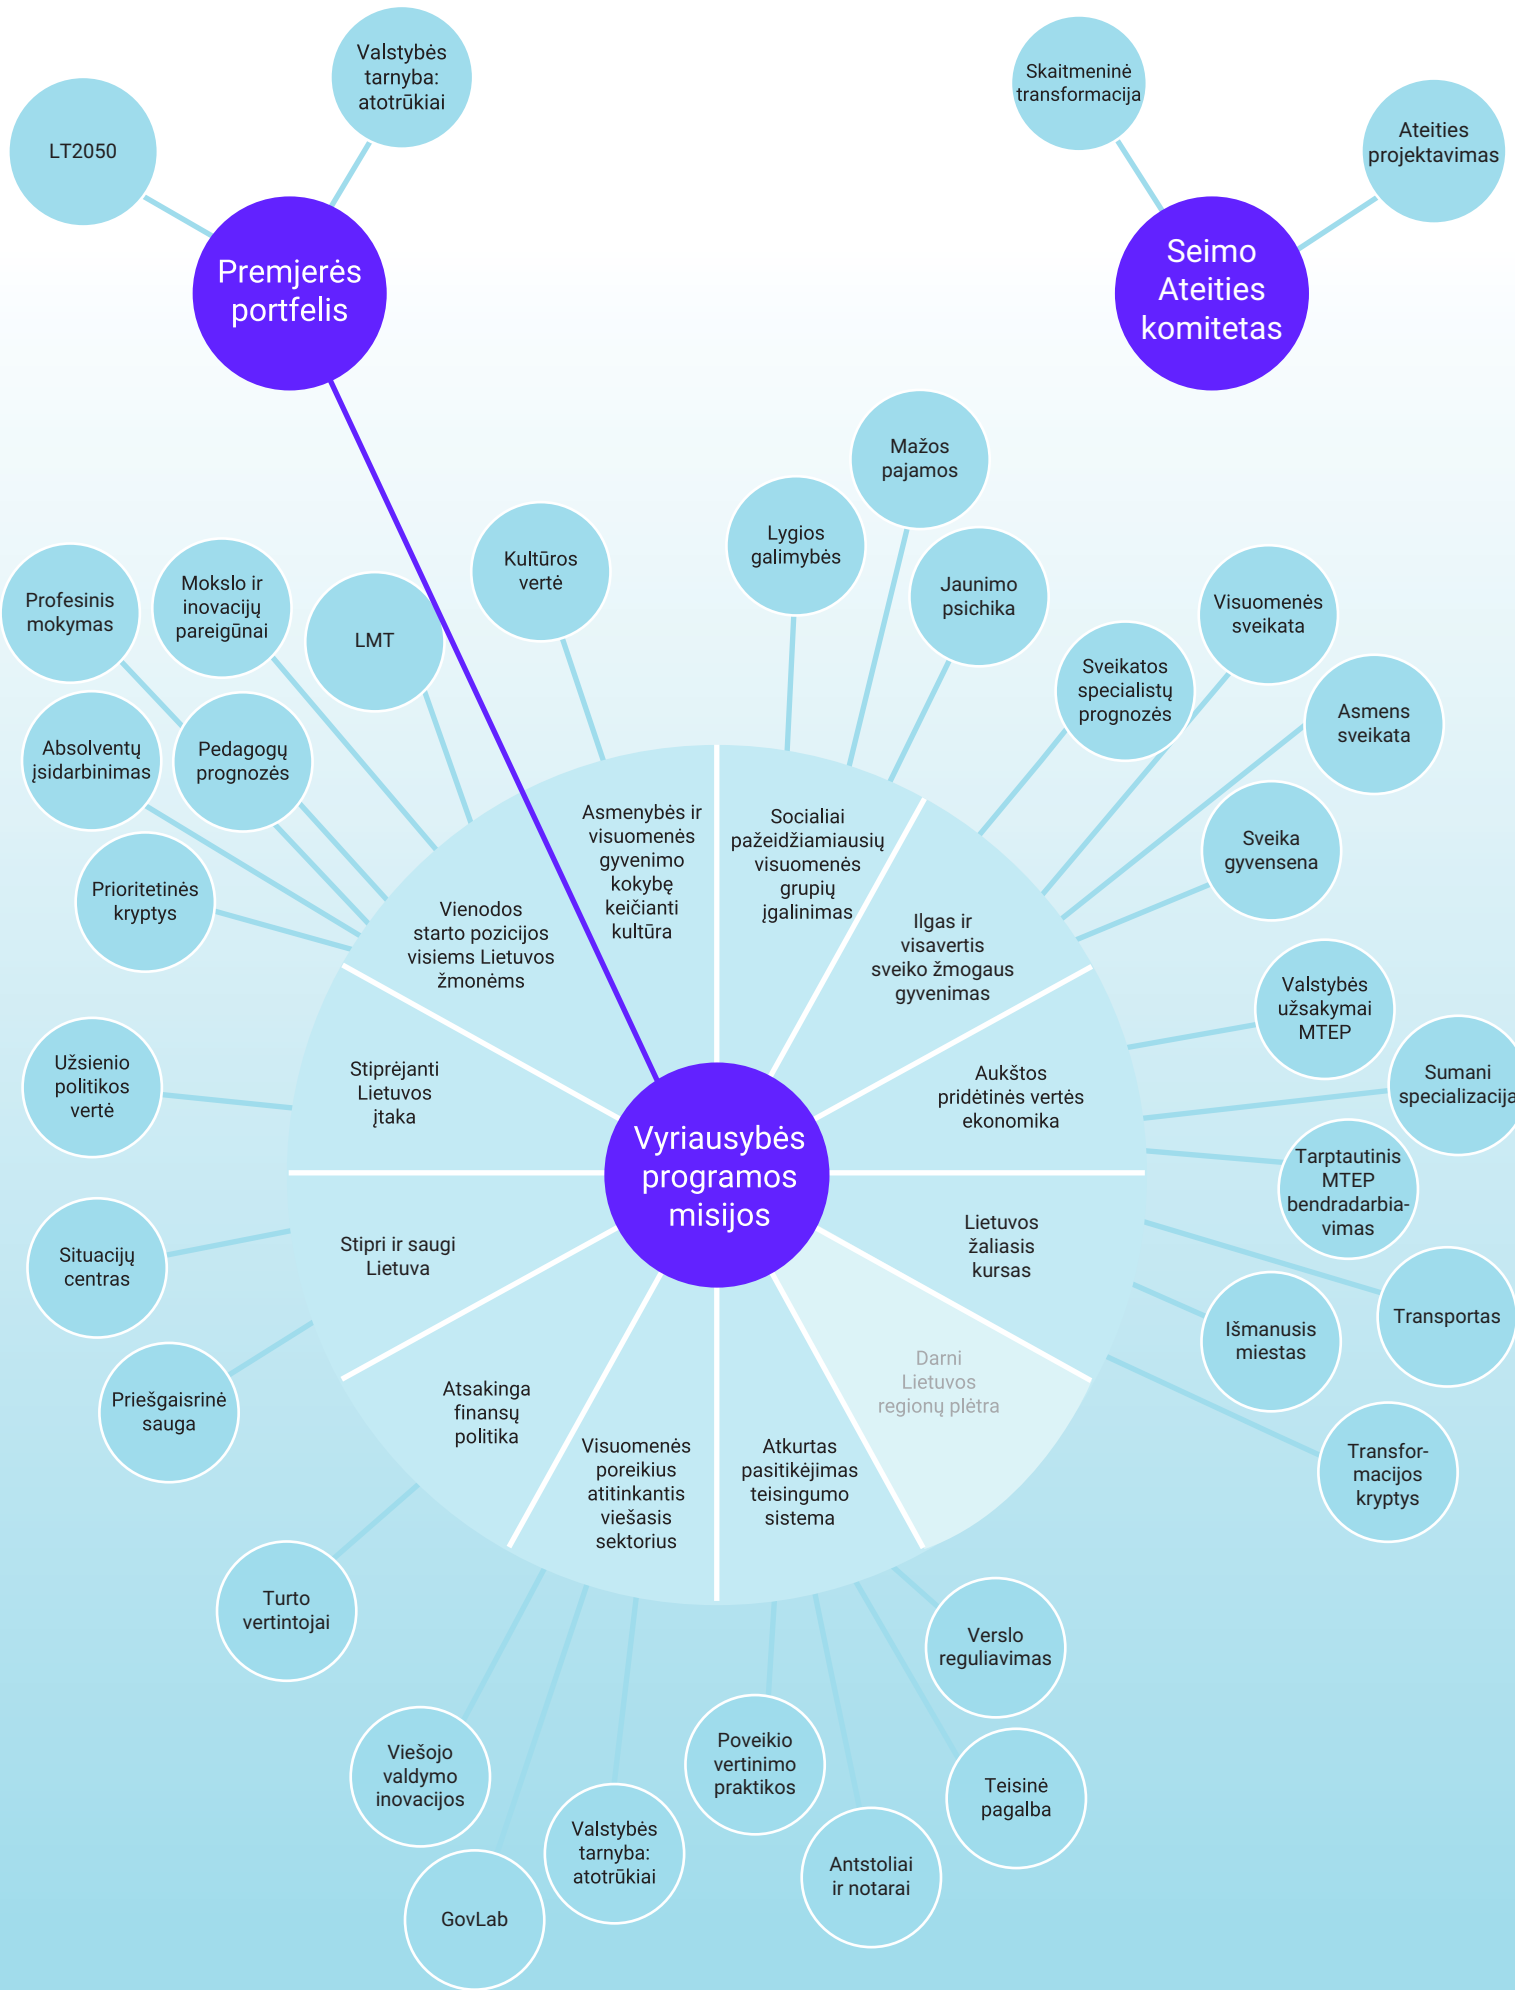 Valstybės
tarnyba:
atotrūkiai
LT2050
Premjerės
portfelis
Skaitmeninė
transformacija
Ateities
projektavimas
Seimo
Ateities
komitetas
Mažos
pajamos
Lygios
galimybės
Jaunimo
psichika
Kultūros
vertė
Profesinis
mokymas
Mokslo ir
inovacijų
pareigūnai
LMT
Absolventų
įsidarbinimas
Pedagogų
prognozės
Prioritetinės
kryptys
Visuomenės
sveikata
Sveikatos
specialistų
prognozės
Asmens
sveikata
Sveika
gyvensena
Asmenybės ir
visuomenės
gyvenimo
kokybę
keičianti
kultūra
Socialiai
pažeidžiamiausių
visuomenės
grupių
įgalinimas
Vienodos
starto pozicijos
visiems Lietuvos
žmonėms
Ilgas ir
visavertis
sveiko žmogaus
gyvenimas
Valstybės
užsakymai
MTEP
Užsienio
politikos
vertė
Stiprėjanti
Lietuvos
įtaka
Aukštos
pridėtinės vertės
ekonomika
Sumani
specializacija
Vyriausybės
programos
misijos
Tarptautinis
MTEP
bendradarbia-
vimas
Situacijų
centras
Stipri ir saugi
Lietuva
Lietuvos
žaliasis
kursas
Transportas
Išmanusis
miestas
Priešgaisrinė
sauga
Atsakinga
finansų
politika
Darni
Lietuvos
regionų plėtra
Visuomenės
poreikius
atitinkantis
viešasis
sektorius
Atkurtas
pasitikėjimas
teisingumo
sistema
Transfor-
macijos
kryptys
Turto
vertintojai
Verslo
reguliavimas
Viešojo
valdymo
inovacijos
Poveikio
vertinimo
praktikos
Teisinė
pagalba
Valstybės
tarnyba:
atotrūkiai
Antstoliai
ir notarai
GovLab